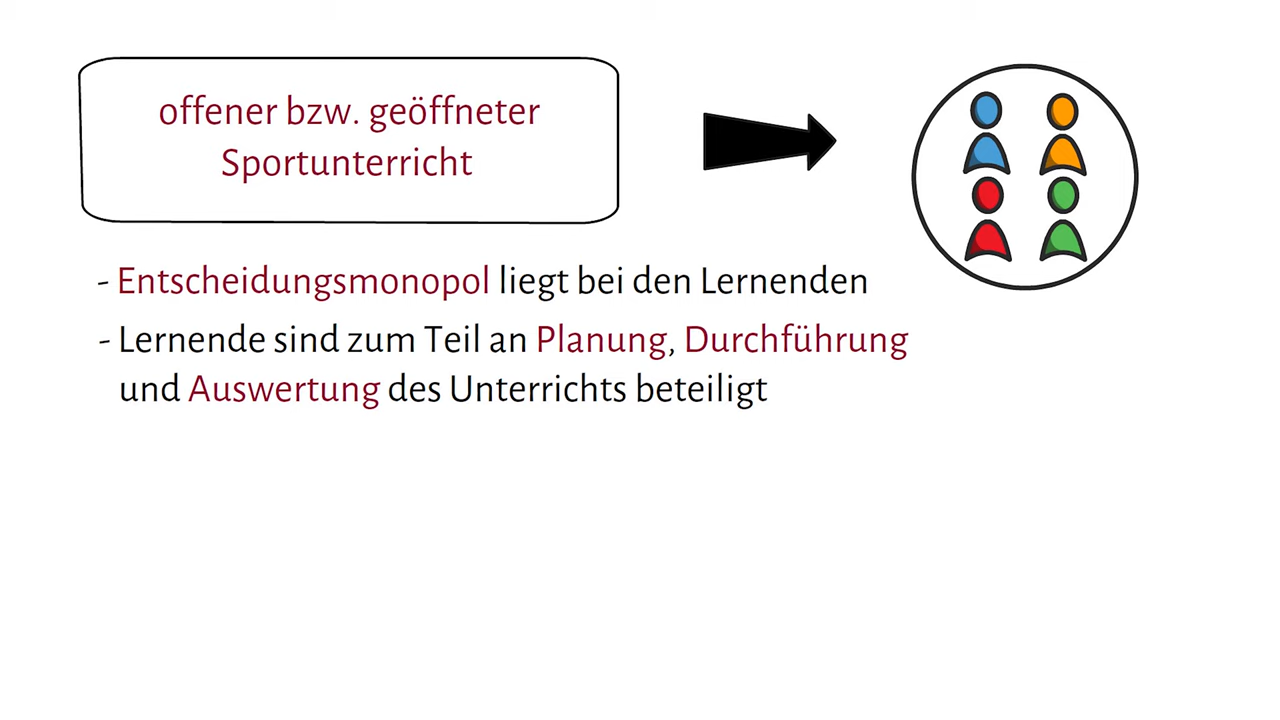 offener bzw. geöffneter
Sportunterricht
- Entscheidungsmonopol liegt bei den Lernenden
- Lernende sind zum Teil an Planung, Durchführung
und Auswertung des Unterrichts beteiligt